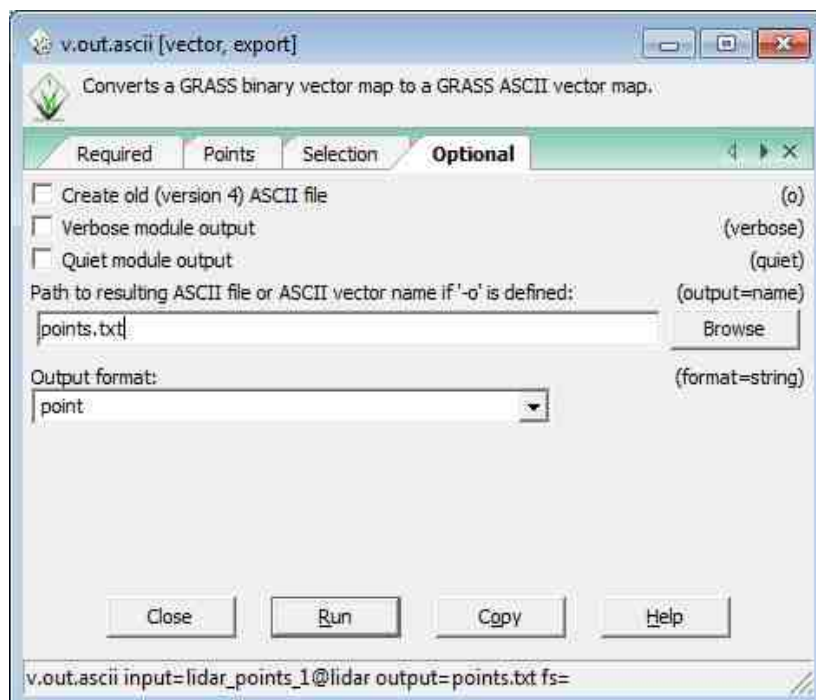 v.out.ascii [vector, export]
Converts a GRASS binary vector map to a GRASS ASCII vector map.
Required Points Selection Optional
Create old (version 4) ASCII file (o)
Verbose module output (verbose)
Quiet module output (quiet)
Path to resulting ASCII file or ASCII vector name if '-o' is defined: (output=name)
points.txt Browse
Output format: (format=string)
point
Close Run Copy Help
v.out.ascii input=lidar_points_1@lidar output=points.txt fs=